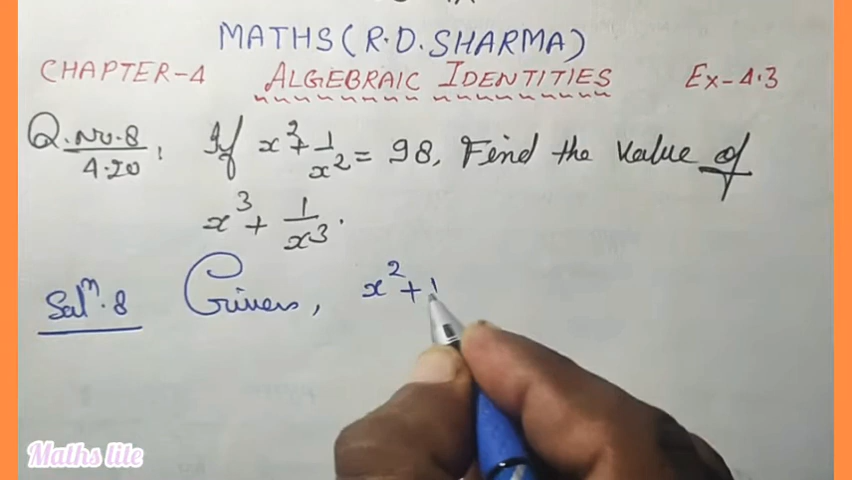 MATHS (R.D. SHARMA)
CHAPTER-4 ALGEBRAIC IDENTITIES Ex-4.3
Q.No.8 If x²+1/x² = 98, Find the value of
4.20
x³ + 1/x³.
Solⁿ.8 Given, x² + 1
Maths lite